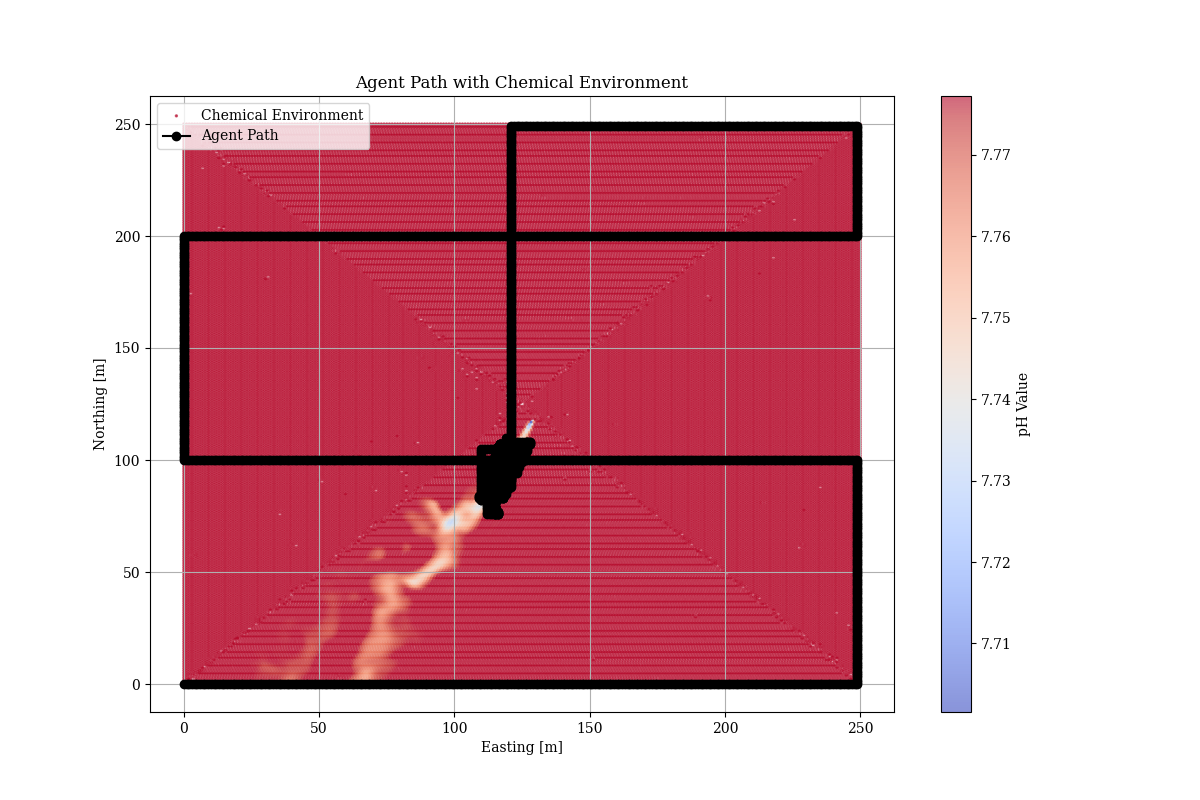 Agent Path with Chemical Environment
Chemical Environment
Agent Path
250
200
150
100
50
0
Northing [m]
0 50 100 150 200 250
Easting [m]
7.77
7.76
7.75
7.74
7.73
7.72
7.71
pH Value